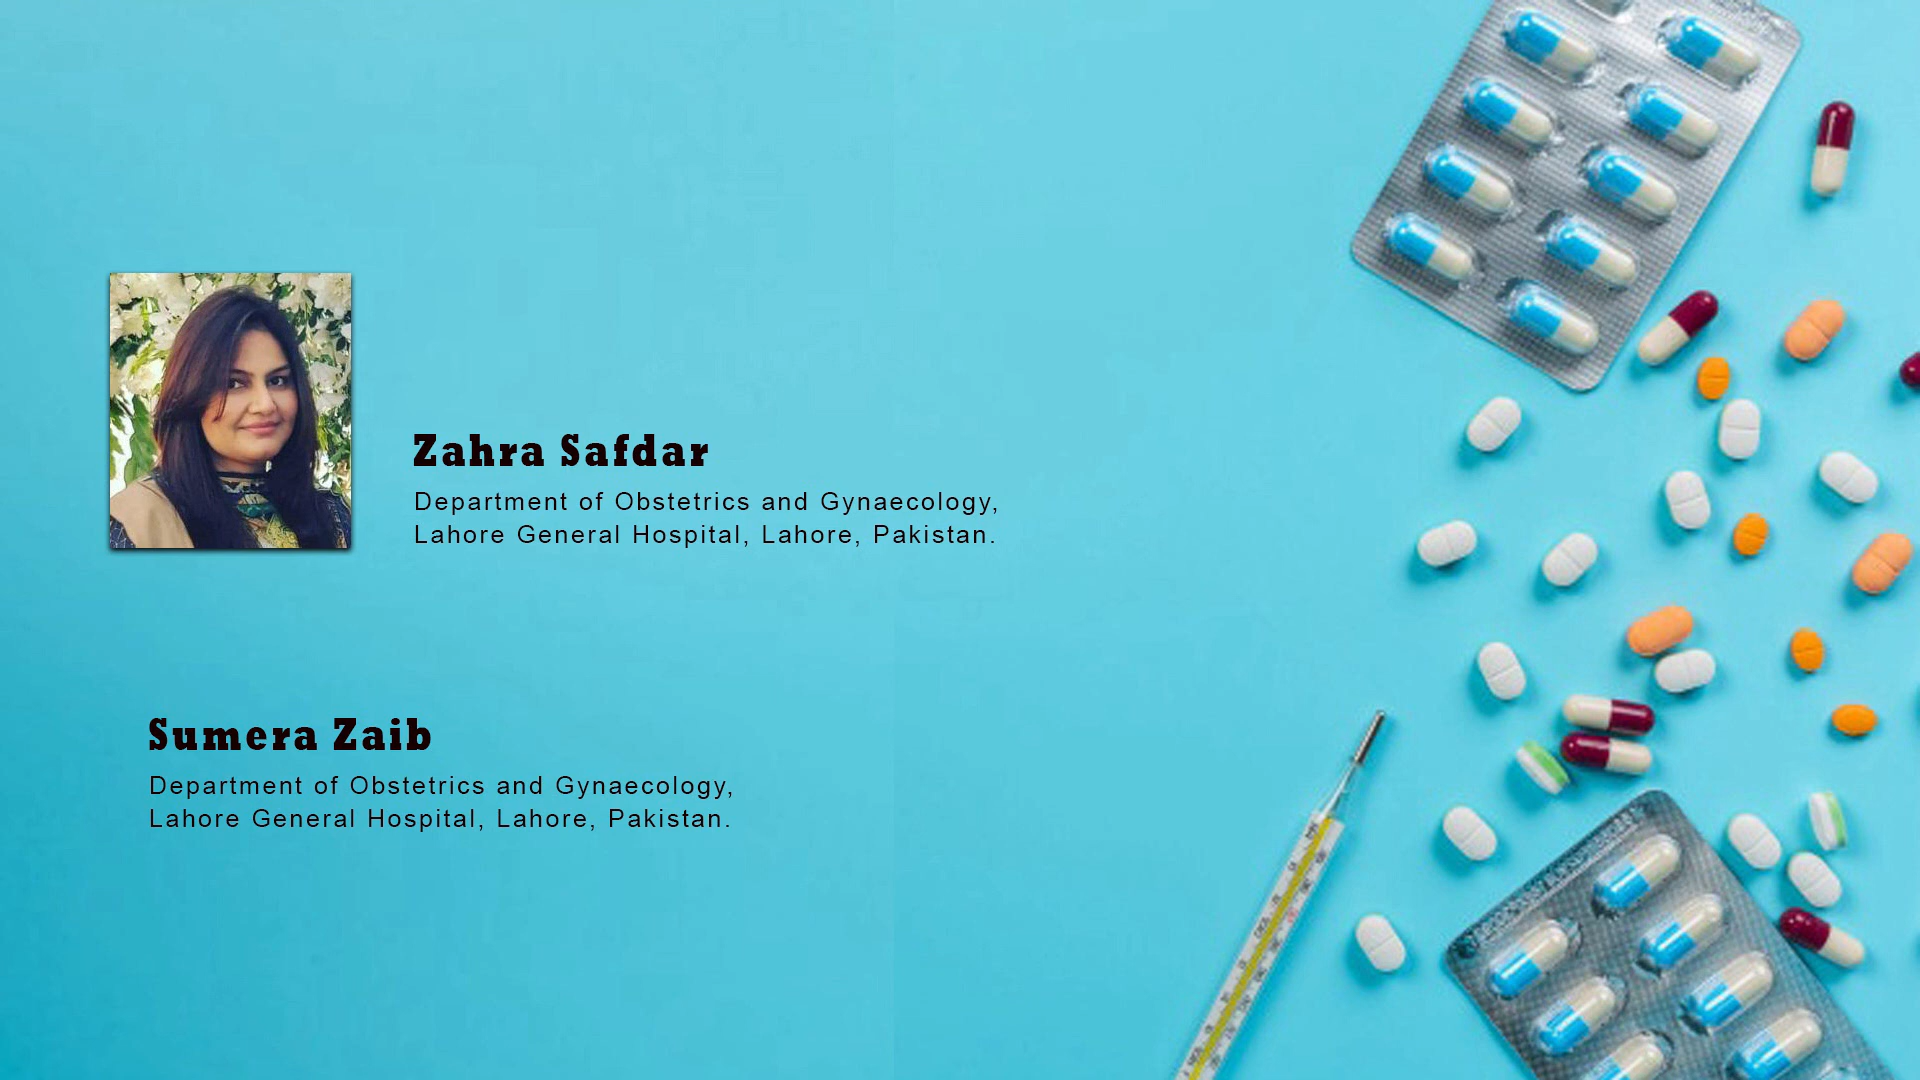 Zahra Safdar
Department of Obstetrics and Gynaecology,
Lahore General Hospital, Lahore, Pakistan.
Sumera Zaib
Department of Obstetrics and Gynaecology,
Lahore General Hospital, Lahore, Pakistan.